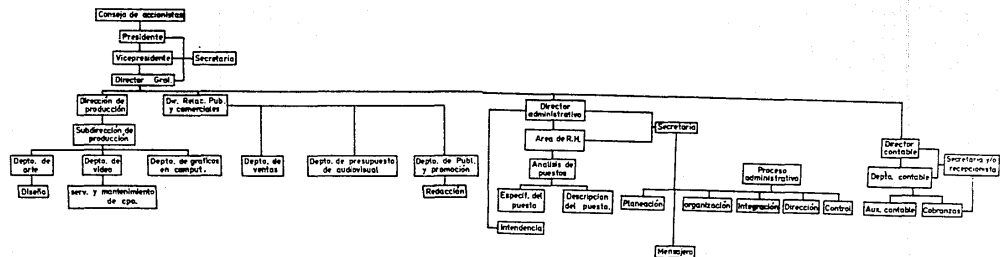 Consejo de accionistas
Presidente
Vicepresidente
Secretaria
Director Gral.
Dirección de
producción
Dir. Relac. Pub.
y comerciales
Director
administrativo
Subdirección de
producción
Secretaria
Area de R.H.
Director
contable
Secretaria y/o
recepcionista
Depto. de
arte
Depto. de
video
Depto. de graficos
en comput.
Depto. de
ventas
Depto. de presupuesto
de audiovisual
Depto. de Publ.
y promoción
Analisis de
puestos
Proceso
administrativo
Depto. contable
Diseño
serv. y mantenimiento
de cpo.
Redacción
Especif. del
puesto
Descripcion
del puesto.
Planeación
organización
Integración
Dirección
Control
Aux. contable
Cobranzas
Intendencia
Mensajero